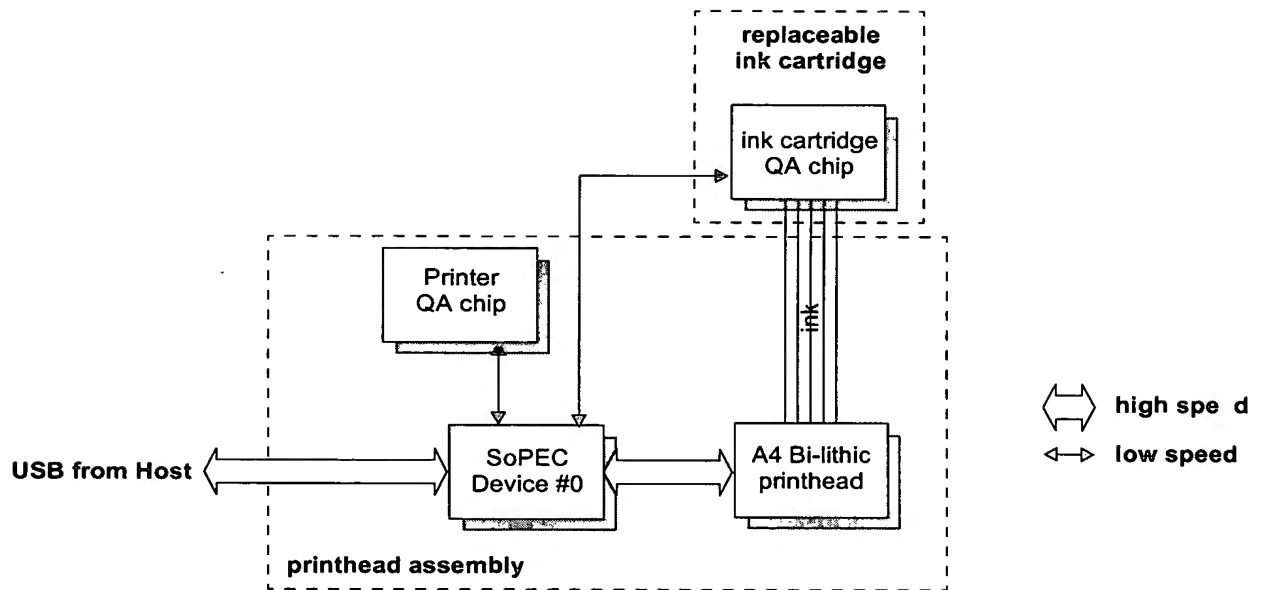 replaceable
ink cartridge
ink cartridge
QA chip
Printer
QA chip
ink
high spe d
USB from Host
SoPEC
Device #0
A4 Bi-lithic
printhead
low speed
printhead assembly